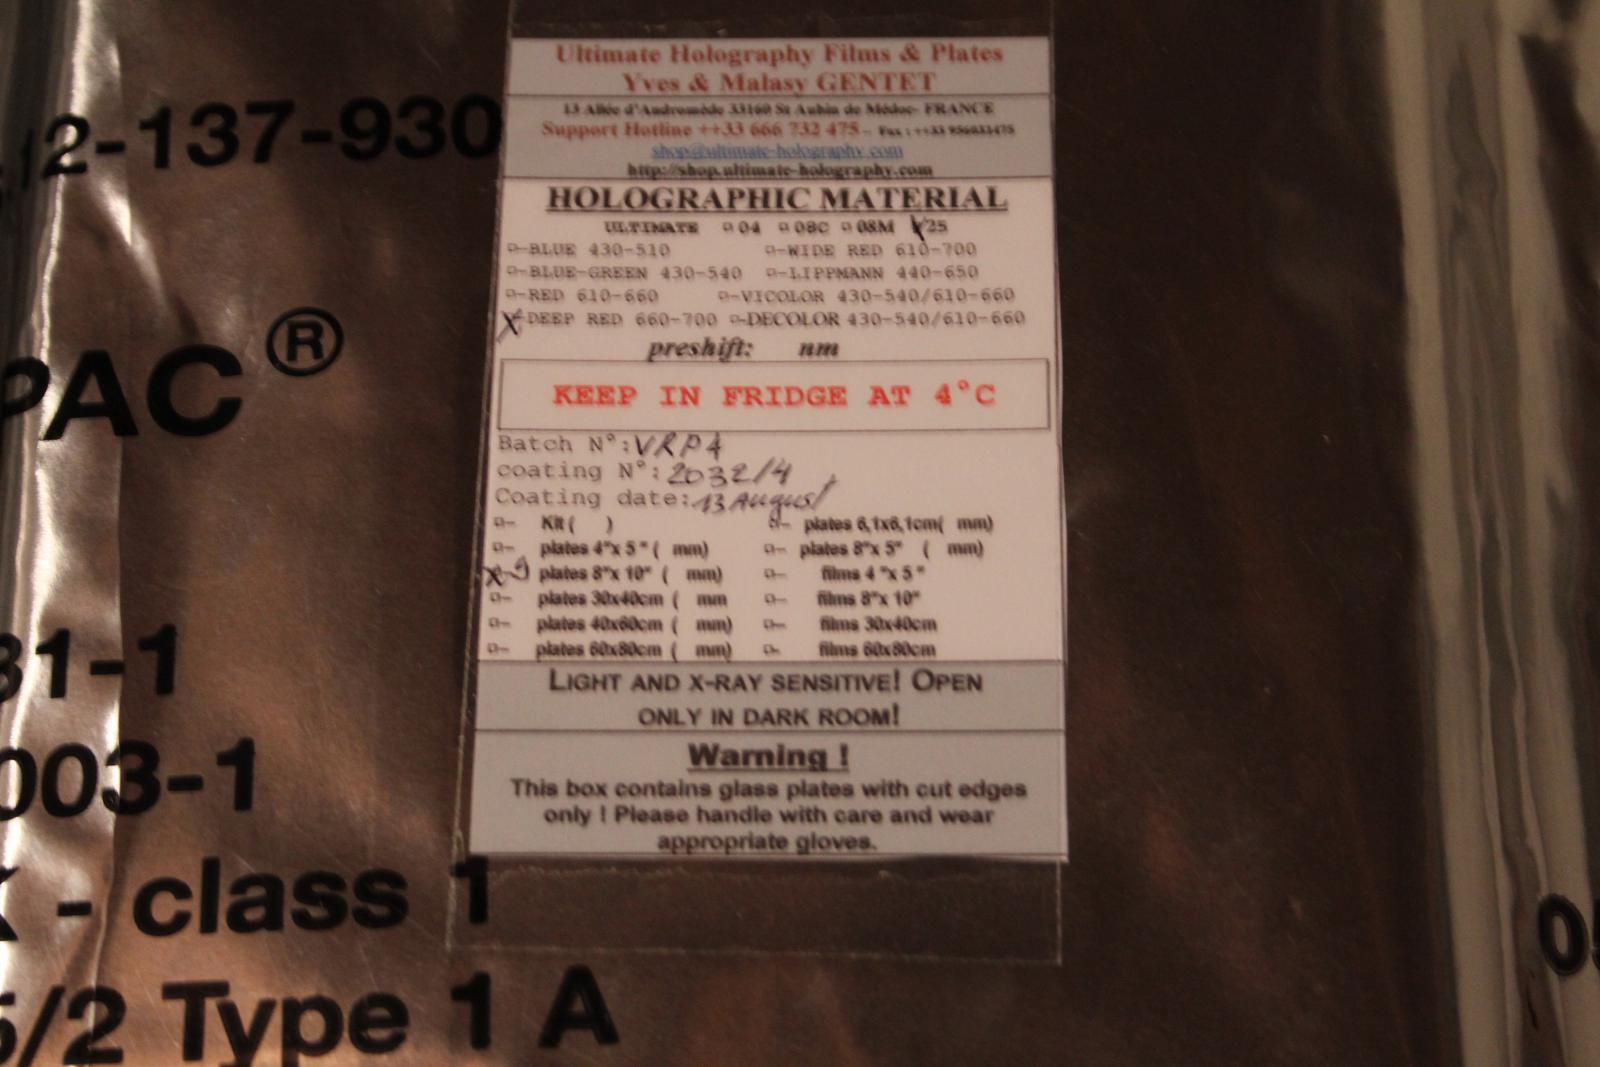 Ultimate Holography Films & Plates
Yves & Malasy GENTET
13 Allée d'Andromède 33160 St Aubin de Médoc- FRANCE
Support Hotline ++33 666 732 475 - Fax : ++33 956033475
shop@ultimate-holography.com
http://shop.ultimate-holography.com
HOLOGRAPHIC MATERIAL
ULTIMATE 04 08C 08M 25
BLUE 430-510 WIDE RED 610-700
BLUE-GREEN 430-540 LIPPMANN 440-650
RED 610-660 VICOLOR 430-540/610-660
X DEEP RED 660-700 DECOLOR 430-540/610-660
preshift: nm
KEEP IN FRIDGE AT 4°C
Batch N°: VRP4
coating N°: 2032/4
Coating date: 13 August
Kit ( ) plates 6,1x6,1cm( mm)
plates 4"x 5 " ( mm) plates 8"x 5" ( mm)
X 9 plates 8"x 10" ( mm) films 4 "x 5 "
plates 30x40cm ( mm films 8"x 10"
plates 40x60cm ( mm) films 30x40cm
plates 60x80cm ( mm) films 60x80cm
LIGHT AND X-RAY SENSITIVE! OPEN
ONLY IN DARK ROOM!
Warning !
This box contains glass plates with cut edges
only ! Please handle with care and wear
appropriate gloves.
12-137-930
PAC®
31-1
003-1
- class 1
5/2 Type 1 A
05